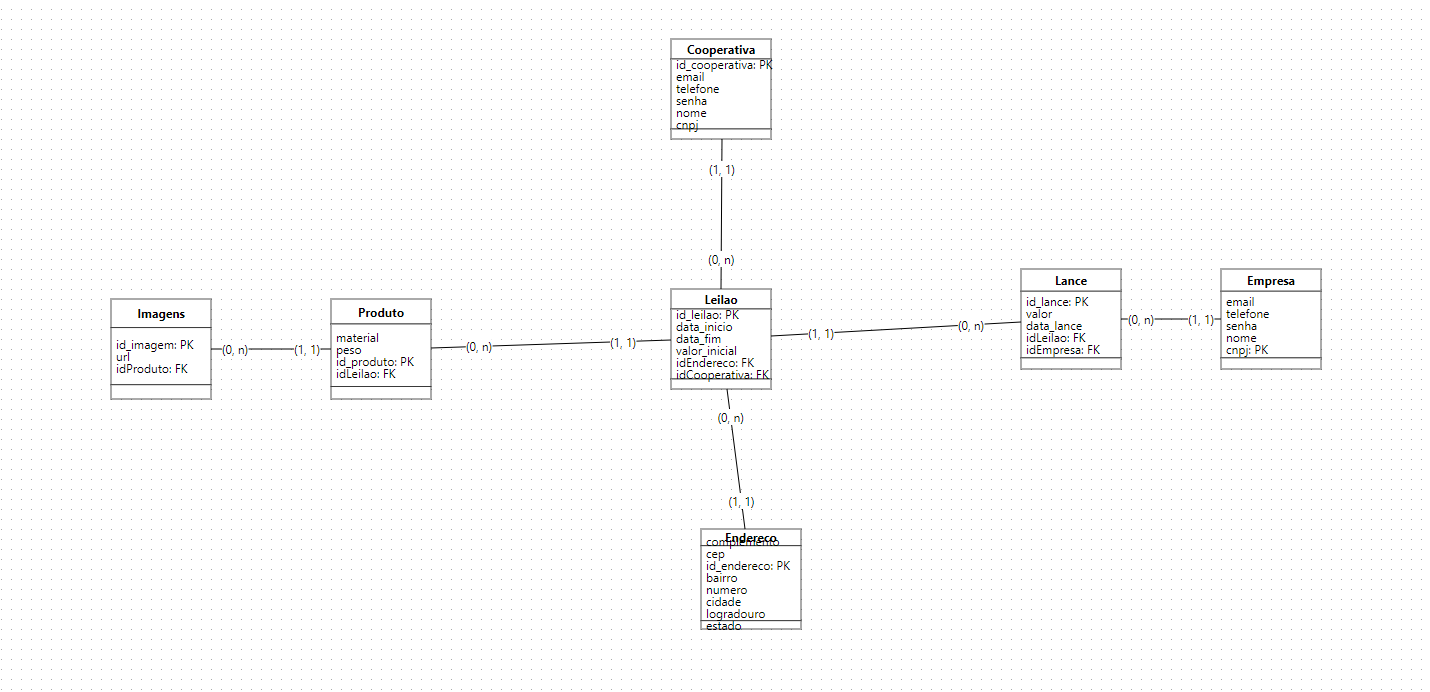 Cooperativa
id_cooperativa: PK
email
telefone
senha
nome
cnpj
(1, 1)
(0, n)
Leilao
id_leilao: PK
data_inicio
data_fim
valor_inicial
idEndereco: FK
idCooperativa: FK
Imagens
id_imagem: PK
url
idProduto: FK
(0, n)
(1, 1)
Produto
material
peso
id_produto: PK
idLeilao: FK
(0, n)
(1, 1)
(1, 1)
(0, n)
Lance
id_lance: PK
valor
data_lance
idLeilao: FK
idEmpresa: FK
(0, n)
(1, 1)
Empresa
email
telefone
senha
nome
cnpj: PK
(0, n)
(1, 1)
Endereco
complemento
cep
id_endereco: PK
bairro
numero
cidade
logradouro
estado